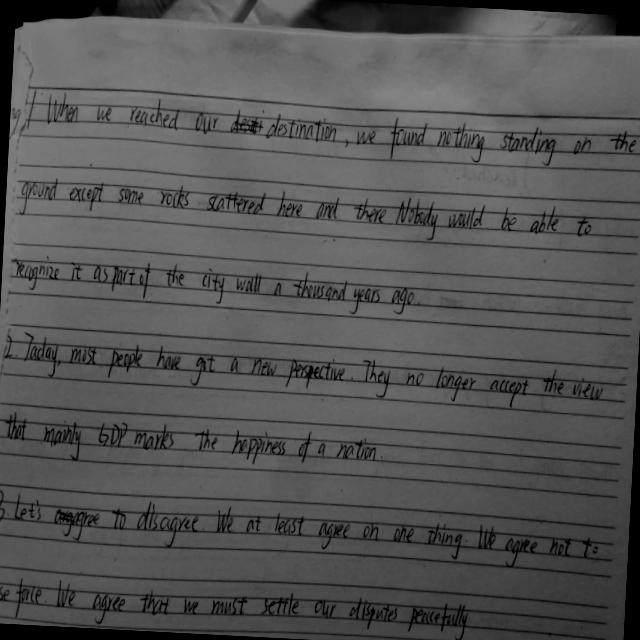 1 When we reached our destination, we found nothing standing on the
ground except some rocks scattered here and there Nobody would be able to
recognize it as part of the city wall a thousand years ago.
2 Today most people have got a new perspective. They no longer accept the view
that mainly GDP marks the happiness of a nation.
3 Let's agree to disagree We at least agree on one thing. We agree not to
se face We agree that we must settle our disputes peacefully